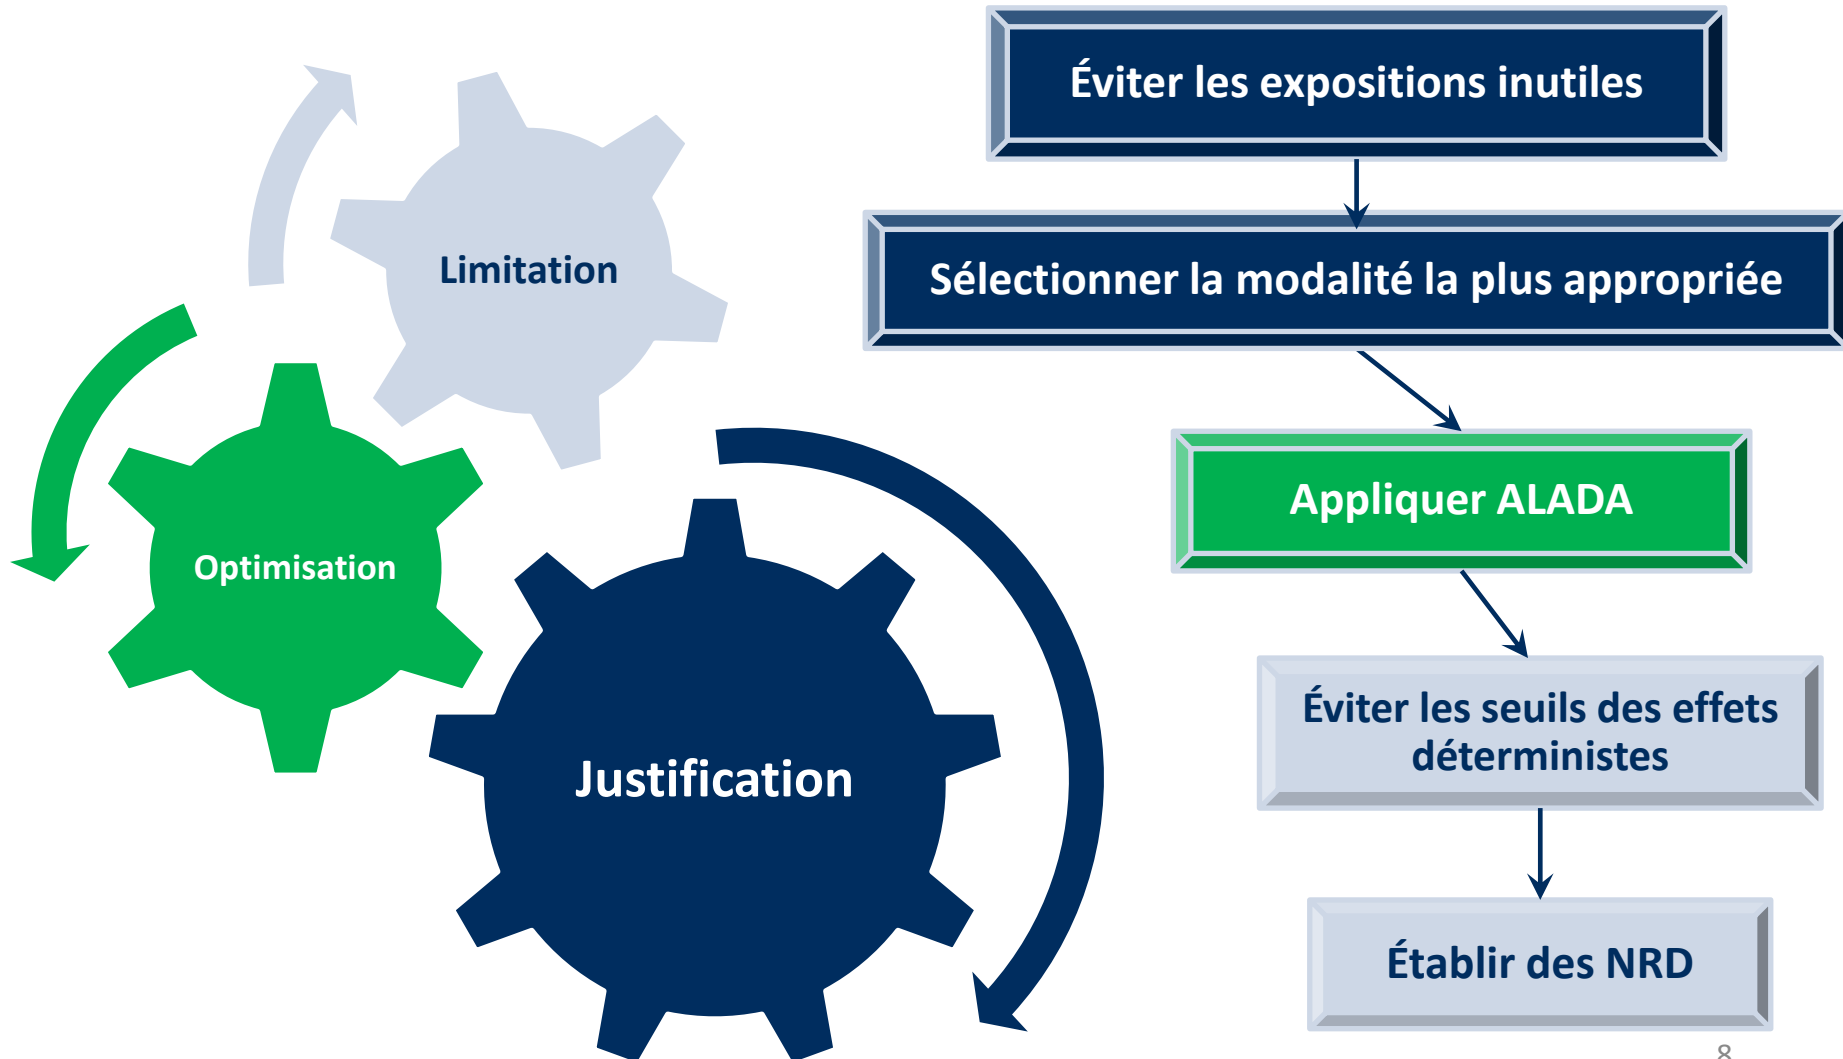 Limitation
Optimisation
Justification
Éviter les expositions inutiles
Sélectionner la modalité la plus appropriée
Appliquer ALADA
Éviter les seuils des effets
déterministes
Établir des NRD
8